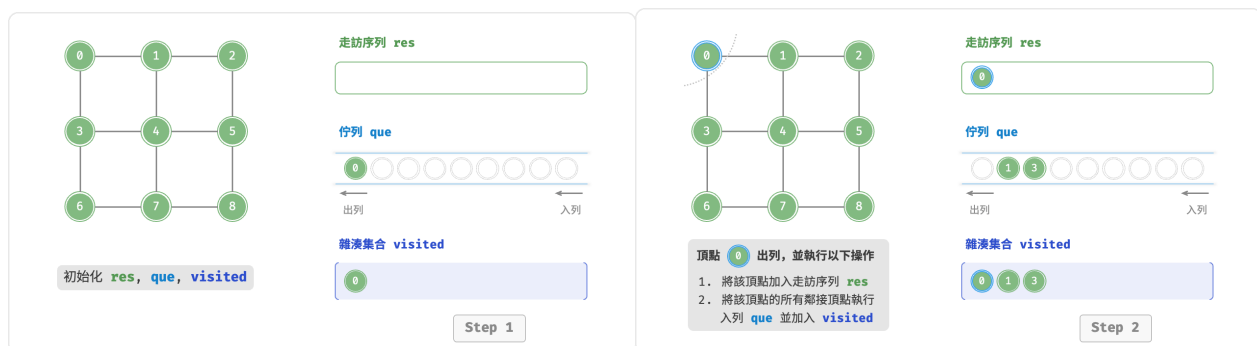 0 1 2
3 4 5
6 7 8
初始化 res, que, visited
走訪序列 res
佇列 que
0
出列 入列
雜湊集合 visited
0
Step 1
0 1 2
3 4 5
6 7 8
頂點 0 出列，並執行以下操作
1. 將該頂點加入走訪序列 res
2. 將該頂點的所有鄰接頂點執行
入列 que 並加入 visited
走訪序列 res
0
佇列 que
1 3
出列 入列
雜湊集合 visited
0 1 3
Step 2